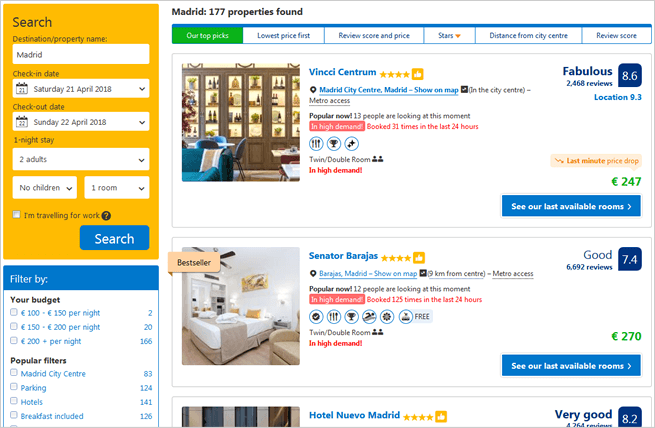 Search
Destination/property name:
Madrid
Check-in date
21
Saturday 21 April 2018
Check-out date
22
Sunday 22 April 2018
1-night stay
2 adults
No children
1 room
I'm travelling for work
Search
Filter by:
Your budget
€ 100 - € 150 per night 2
€ 150 - € 200 per night 20
€ 200 + per night 166
Popular filters
Madrid City Centre 83
Parking 124
Hotels 141
Breakfast included 126
Madrid: 177 properties found
Our top picks
Lowest price first
Review score and price
Stars
Distance from city centre
Review score
Vincci Centrum
Fabulous 8.6
2,468 reviews
Location 9.3
Madrid City Centre, Madrid – Show on map (In the city centre) –
Metro access
Popular now! 13 people are looking at this moment
In high demand! Booked 31 times in the last 24 hours
Twin/Double Room
In high demand!
Last minute price drop
€ 247
See our last available rooms
Bestseller
Senator Barajas
Good 7.4
6,692 reviews
Barajas, Madrid – Show on map (9 km from centre) – Metro access
Popular now! 12 people are looking at this moment
In high demand! Booked 125 times in the last 24 hours
FREE
Twin/Double Room
In high demand!
€ 270
See our last available rooms
Hotel Nuevo Madrid
Very good 8.2
4,264 reviews